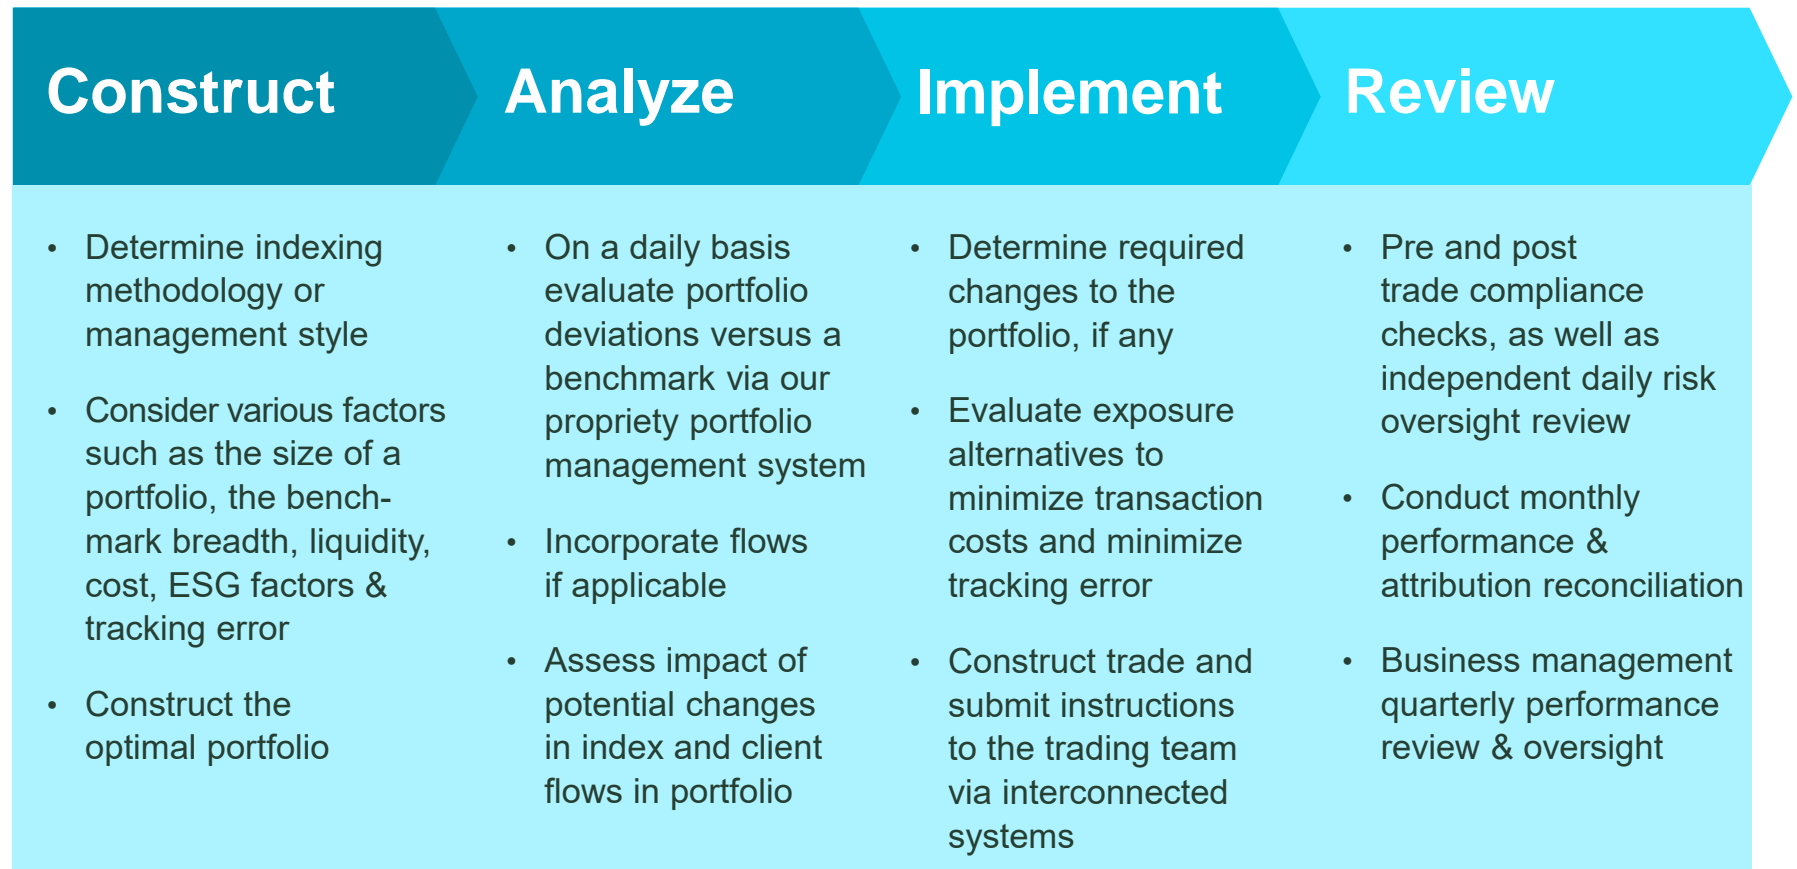 Construct
Analyze
Implement
Review
• Determine indexing
methodology or
management style
• Consider various factors
such as the size of a
portfolio, the bench-
mark breadth, liquidity,
cost, ESG factors &
tracking error
• Construct the
optimal portfolio
• On a daily basis
evaluate portfolio
deviations versus a
benchmark via our
propriety portfolio
management system
• Incorporate flows
if applicable
• Assess impact of
potential changes
in index and client
flows in portfolio
• Determine required
changes to the
portfolio, if any
• Evaluate exposure
alternatives to
minimize transaction
costs and minimize
tracking error
• Construct trade and
submit instructions
to the trading team
via interconnected
systems
• Pre and post
trade compliance
checks, as well as
independent daily risk
oversight review
• Conduct monthly
performance &
attribution reconciliation
• Business management
quarterly performance
review & oversight